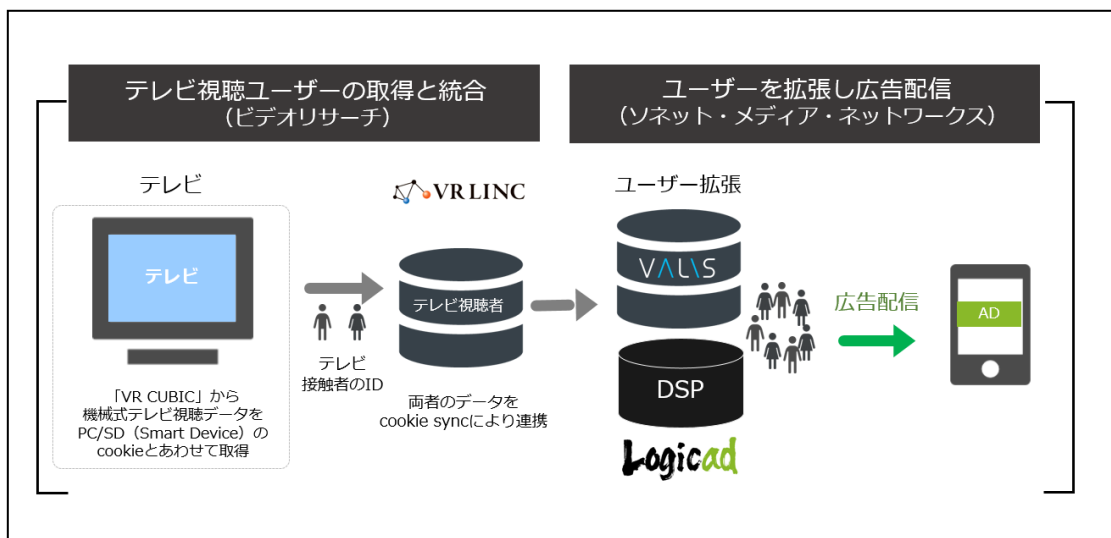 テレビ視聴ユーザーの取得と統合
（ビデオリサーチ）
ユーザーを拡張し広告配信
（ソネット・メディア・ネットワークス）
テレビ
テレビ
「VR CUBIC」から
機械式テレビ視聴データを
PC/SD（Smart Device）の
cookieとあわせて取得
テレビ
接触者のID
VR LINC
テレビ視聴者
両者のデータを
cookie syncにより連携
ユーザー拡張
VALIS
DSP
Logicad
広告配信
AD